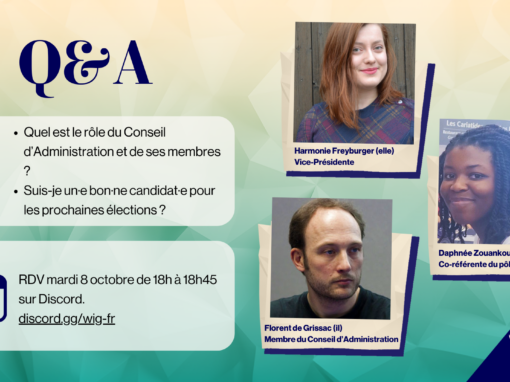 Q&A
• Quel est le rôle du Conseil
d'Administration et de ses membres
?
• Suis-je un·e bon·ne candidat·e pour
les prochaines élections ?
RDV mardi 8 octobre de 18h à 18h45
sur Discord.
discord.gg/wig-fr
Harmonie Freyburger (elle)
Vice-Présidente
Les
Daphnée Zouankou
Co-référente du pôl
Florent de Grissac (il)
Membre du Conseil d'Administration